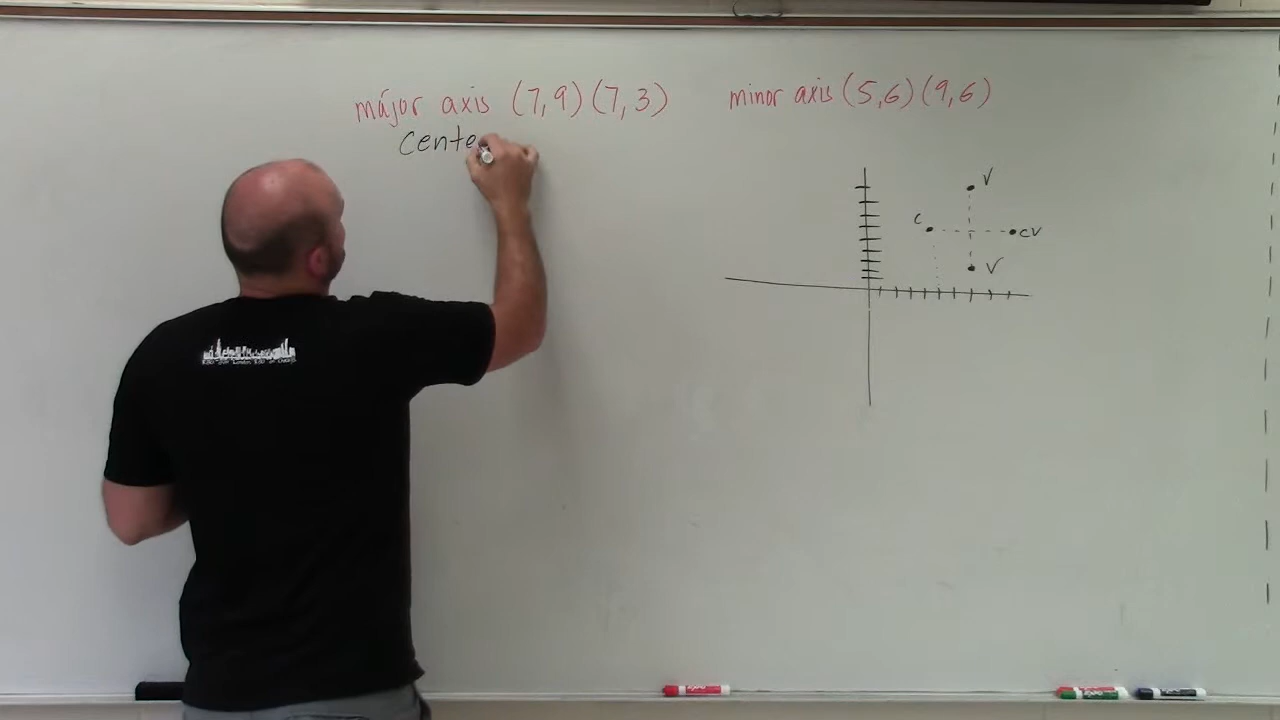 major axis (7,9)(7,3) minor axis (5,6)(9,6)
cente
V
C
CV
V